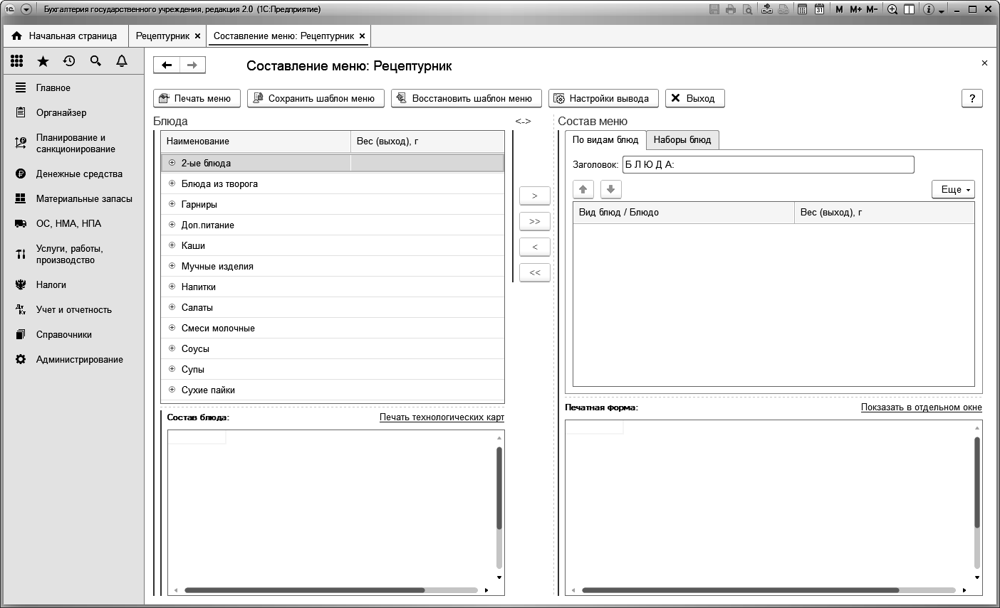 Бухгалтерия государственного учреждения, редакция 2.0 (1С:Предприятие)
31 M M+ M-
Начальная страница
Рецептурник ×
Составление меню: Рецептурник ×
Главное
Органайзер
Планирование и
санкционирование
Денежные средства
Материальные запасы
ОС, НМА, НПА
Услуги, работы,
производство
Налоги
Дт
Кт
Учет и отчетность
Справочники
Администрирование
Составление меню: Рецептурник
Печать меню
Сохранить шаблон меню
Восстановить шаблон меню
Настройки вывода
Выход
?
Блюда
<->
Состав меню
Наименование
Вес (выход), г
2-ые блюда
Блюда из творога
Гарниры
Доп.питание
Каши
Мучные изделия
Напитки
Салаты
Смеси молочные
Соусы
Супы
Сухие пайки
>
>>
<
<<
По видам блюд
Наборы блюд
Заголовок: Б Л Ю Д А:
Еще
Вид блюд / Блюдо
Вес (выход), г
Состав блюда:
Печать технологических карт
Печатная форма:
Показать в отдельном окне